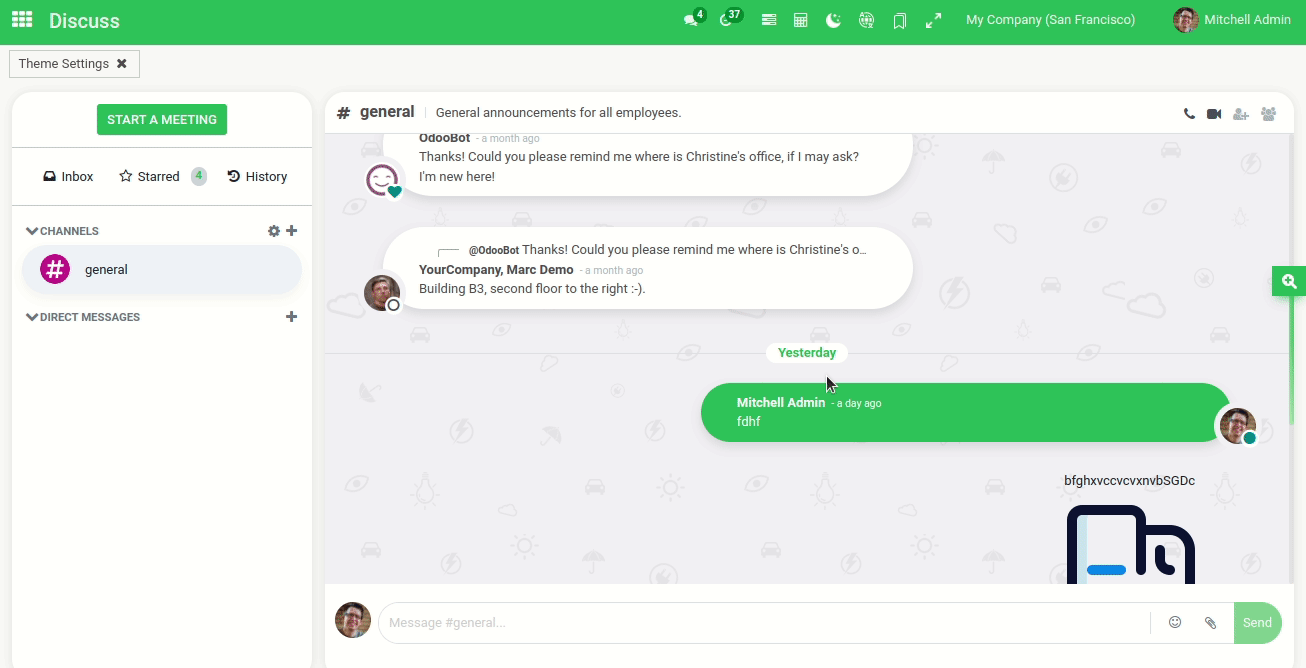 Discuss
4
37
My Company (San Francisco)
Mitchell Admin
Theme Settings
START A MEETING
Inbox
Starred
4
History
CHANNELS
# general
DIRECT MESSAGES
# general
General announcements for all employees.
OdooBot - a month ago
Thanks! Could you please remind me where is Christine's office, if I may ask?
I'm new here!
@OdooBot Thanks! Could you please remind me where is Christine's o...
YourCompany, Marc Demo - a month ago
Building B3, second floor to the right :-).
Yesterday
Mitchell Admin - a day ago
fdhf
bfghxvccvcvxnvbSGDc
Message #general...
Send